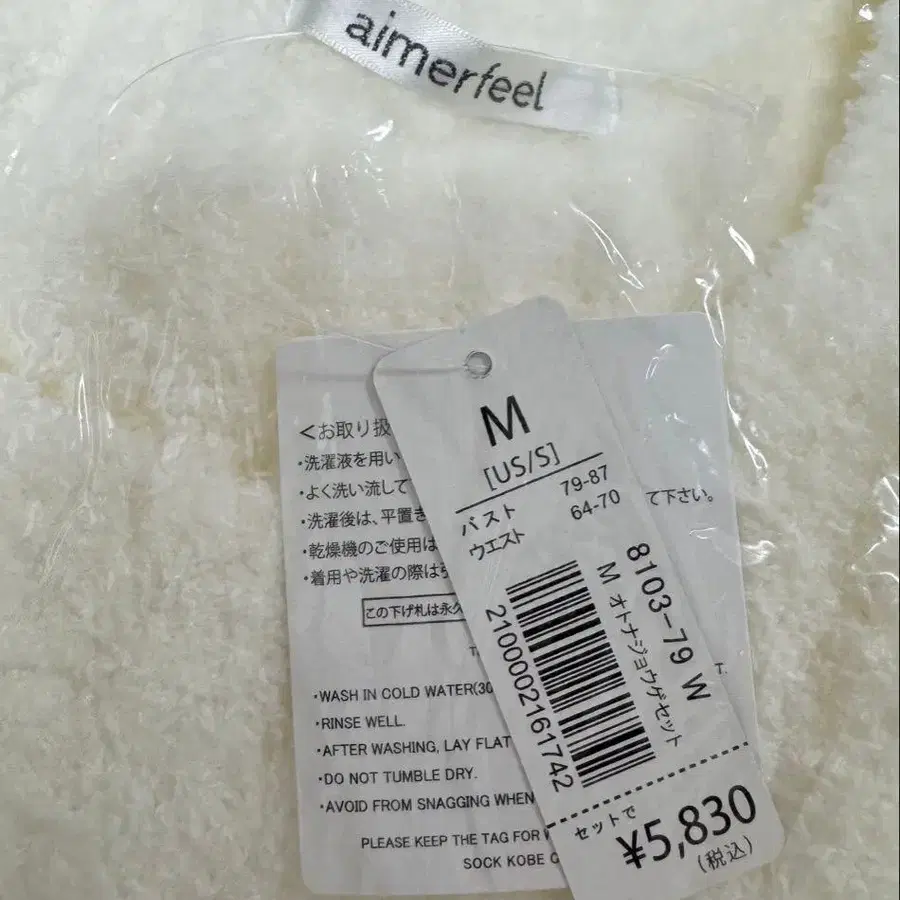 aimerfeel
M
[US/S]
バスト 79-87
ウエスト 64-70
8103-79 W
M オトナジョウゲセット
2100002161742
セットで
¥5,830
(税込)
<お取り扱
・洗濯液を用い
・よく洗い流して
て下さい。
・洗濯後は、平置き
・乾燥機のご使用は
・着用や洗濯の際は
この下げ札は永久
・WASH IN COLD WATER(30
・RINSE WELL.
・AFTER WASHING, LAY FLAT
・DO NOT TUMBLE DRY.
・AVOID FROM SNAGGING WHEN
PLEASE KEEP THE TAG FOR
SOCK KOBE